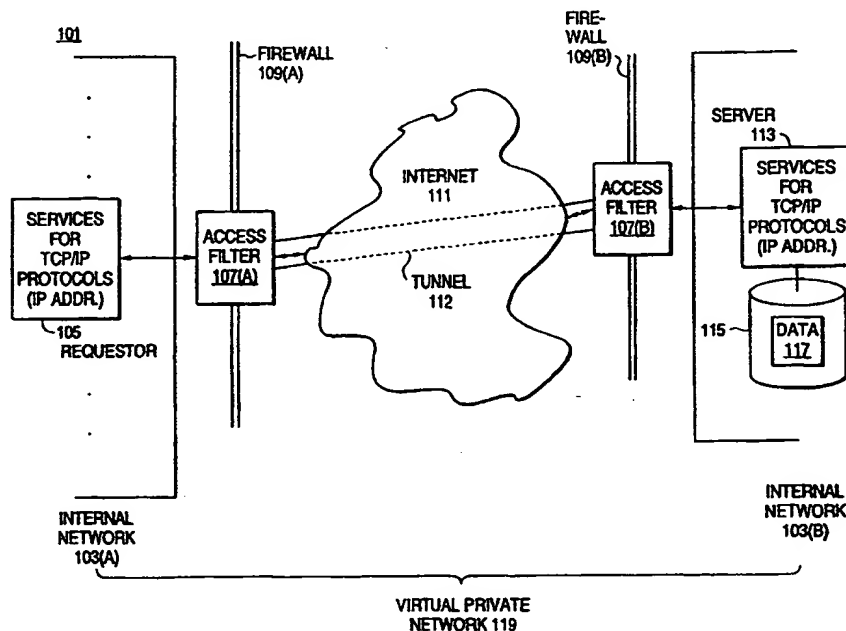 101
FIREWALL
109(A)
FIRE-
WALL
109(B)
SERVER
113
INTERNET
111
SERVICES
FOR
TCP/IP
PROTOCOLS
(IP ADDR.)
ACCESS
FILTER
107(A)
ACCESS
FILTER
107(B)
SERVICES
FOR
TCP/IP
PROTOCOLS
(IP ADDR.)
TUNNEL
112
105
REQUESTOR
115
DATA
117
INTERNAL
NETWORK
103(A)
INTERNAL
NETWORK
103(B)
VIRTUAL PRIVATE
NETWORK 119